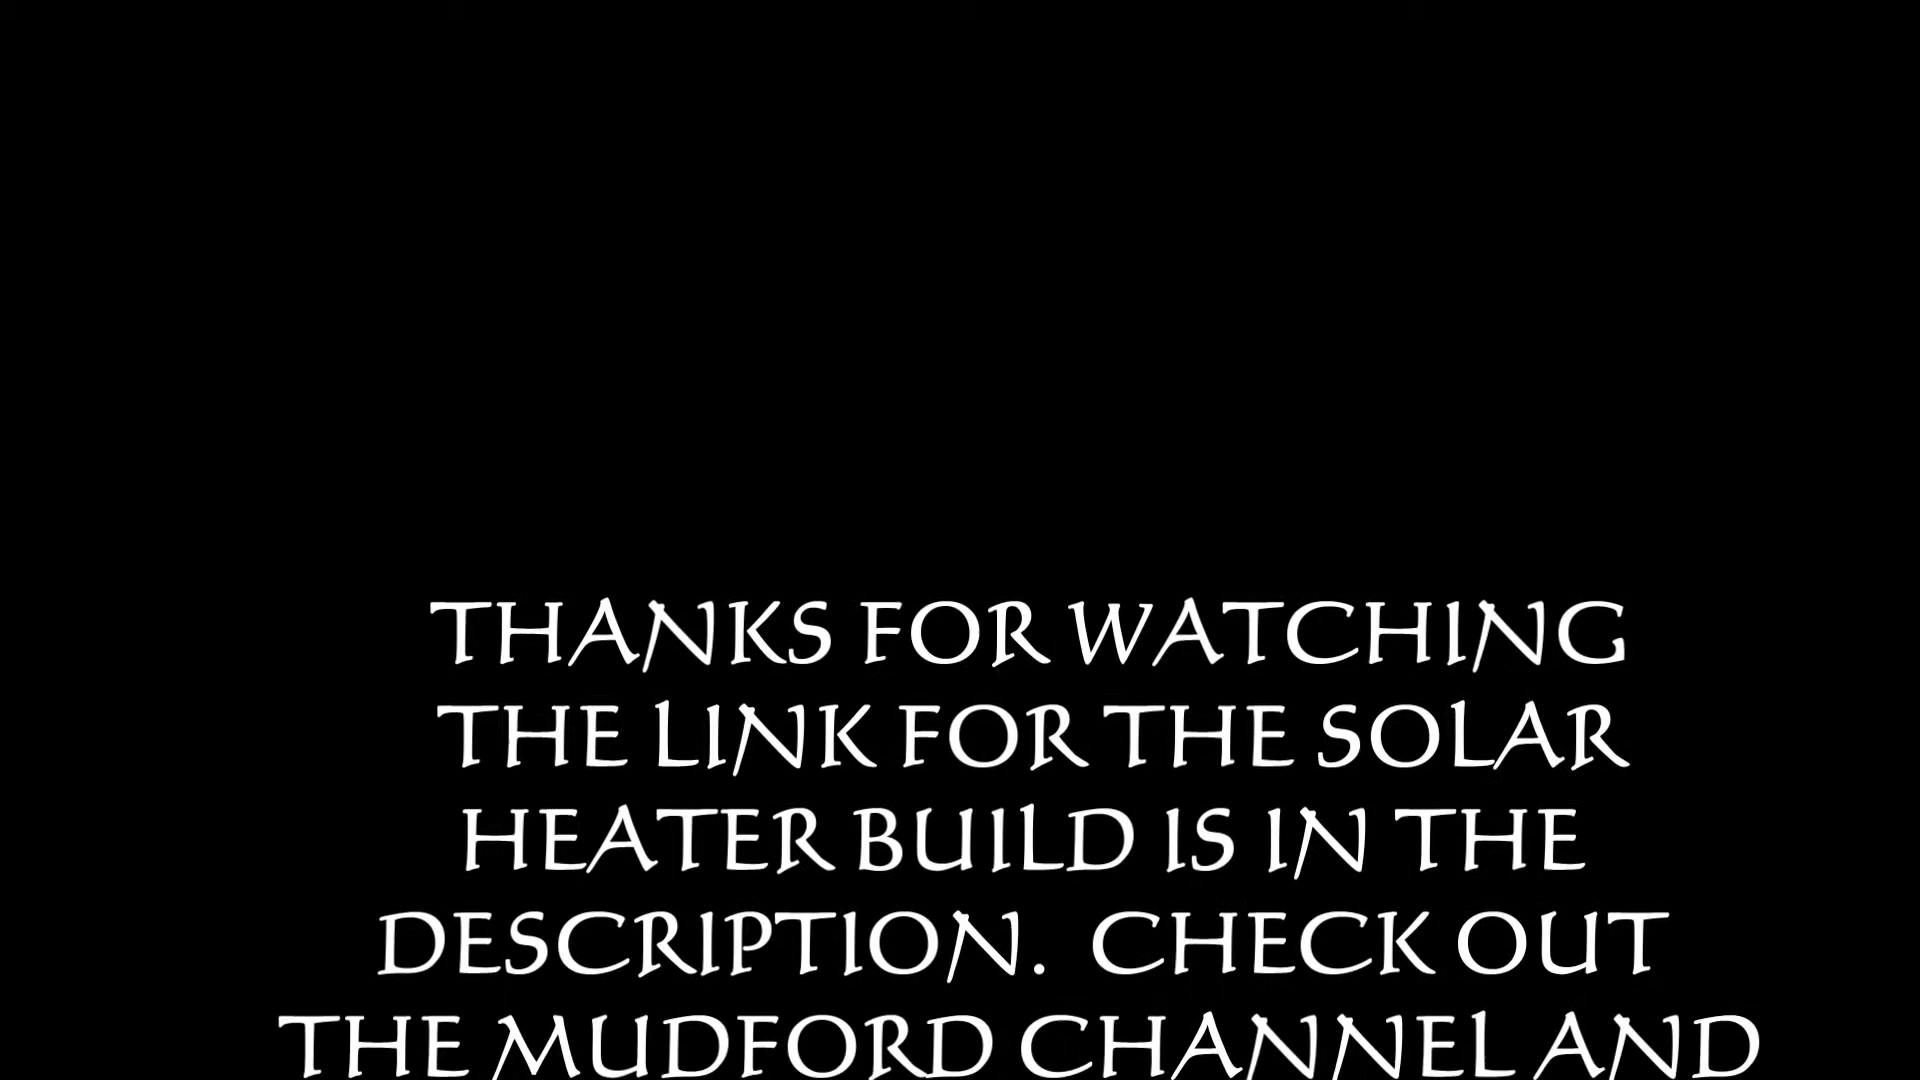 THANKS FOR WATCHING
THE LINK FOR THE SOLAR
HEATER BUILD IS IN THE
DESCRIPTION. CHECK OUT
THE MUDFORD CHANNEL AND